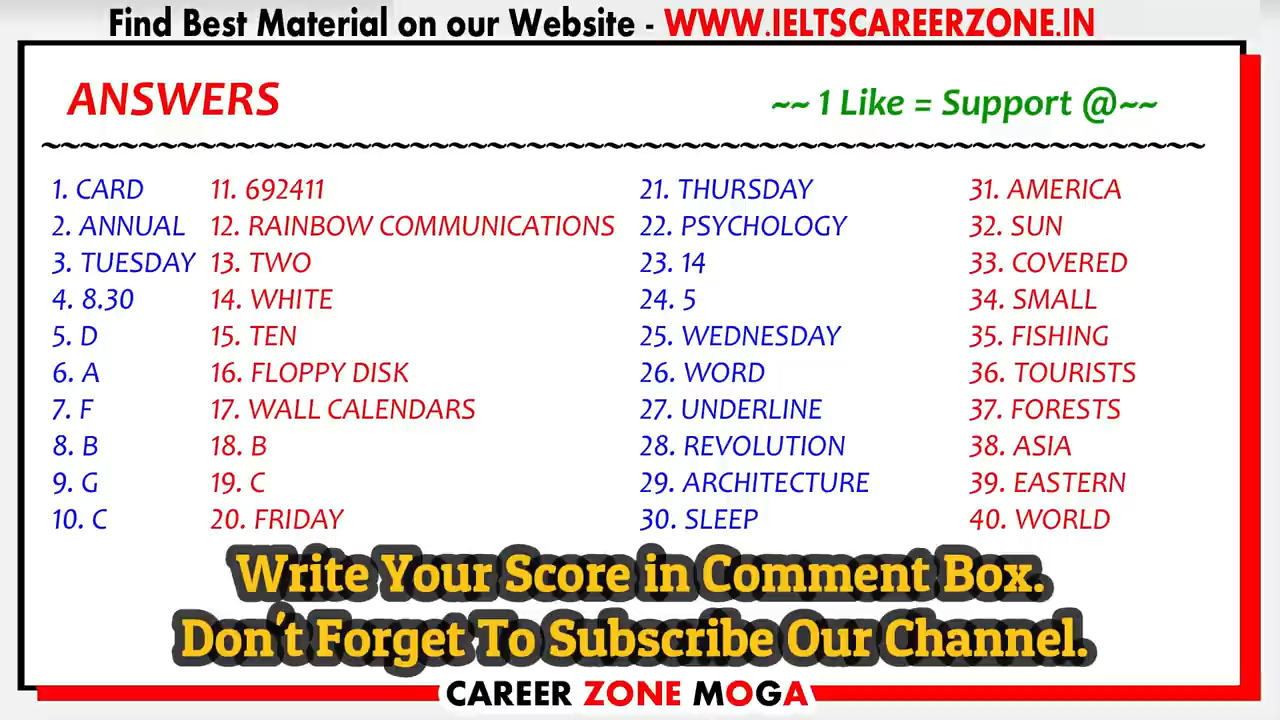 Find Best Material on our Website - WWW.IELTSCAREERZONE.IN
ANSWERS
~~ 1 Like = Support @~~
1. CARD
2. ANNUAL
3. TUESDAY
4. 8.30
5. D
6. A
7. F
8. B
9. G
10. C
11. 692411
12. RAINBOW COMMUNICATIONS
13. TWO
14. WHITE
15. TEN
16. FLOPPY DISK
17. WALL CALENDARS
18. B
19. C
20. FRIDAY
21. THURSDAY
22. PSYCHOLOGY
23. 14
24. 5
25. WEDNESDAY
26. WORD
27. UNDERLINE
28. REVOLUTION
29. ARCHITECTURE
30. SLEEP
31. AMERICA
32. SUN
33. COVERED
34. SMALL
35. FISHING
36. TOURISTS
37. FORESTS
38. ASIA
39. EASTERN
40. WORLD
Write Your Score in Comment Box.
Don't Forget To Subscribe Our Channel.
CAREER ZONE MOGA